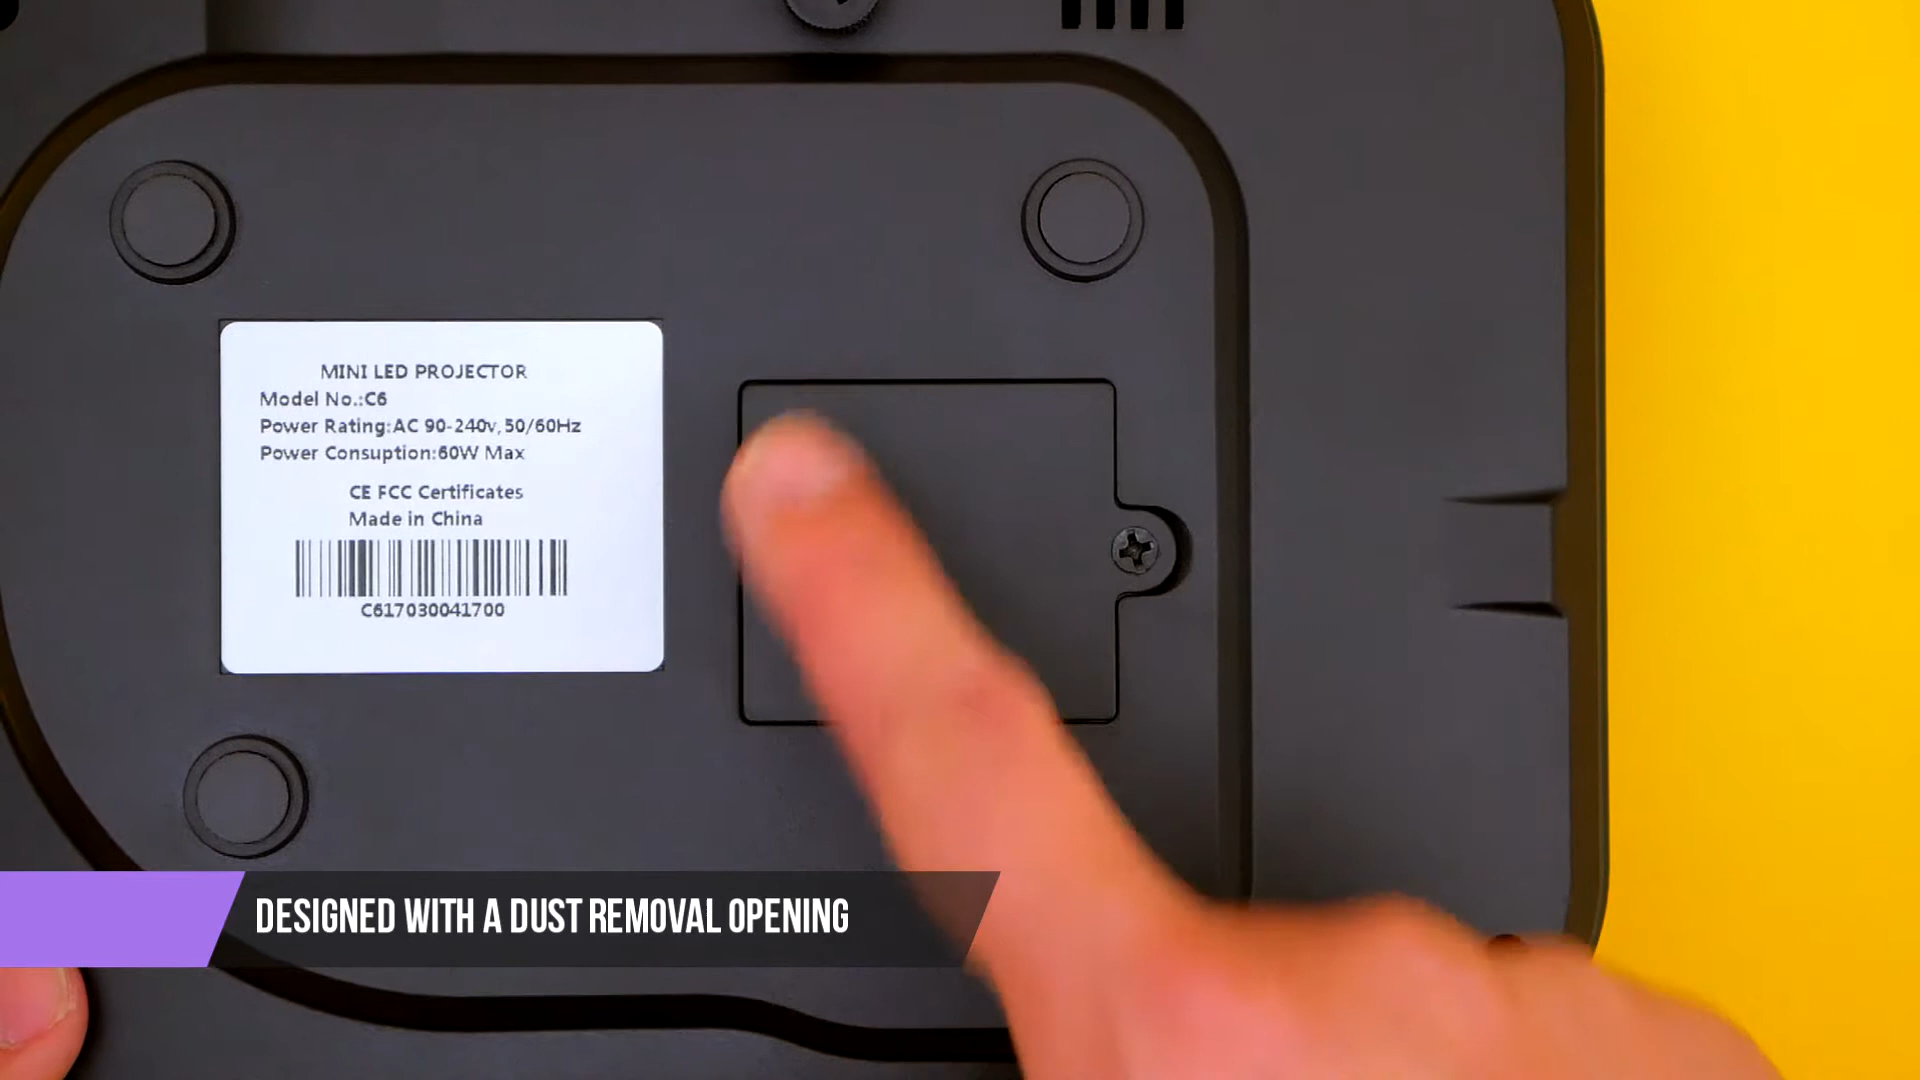 MINI LED PROJECTOR
Model No.:C6
Power Rating:AC 90-240v,50/60Hz
Power Consuption:60W Max
CE FCC Certificates
Made in China
C617030041700
DESIGNED WITH A DUST REMOVAL OPENING